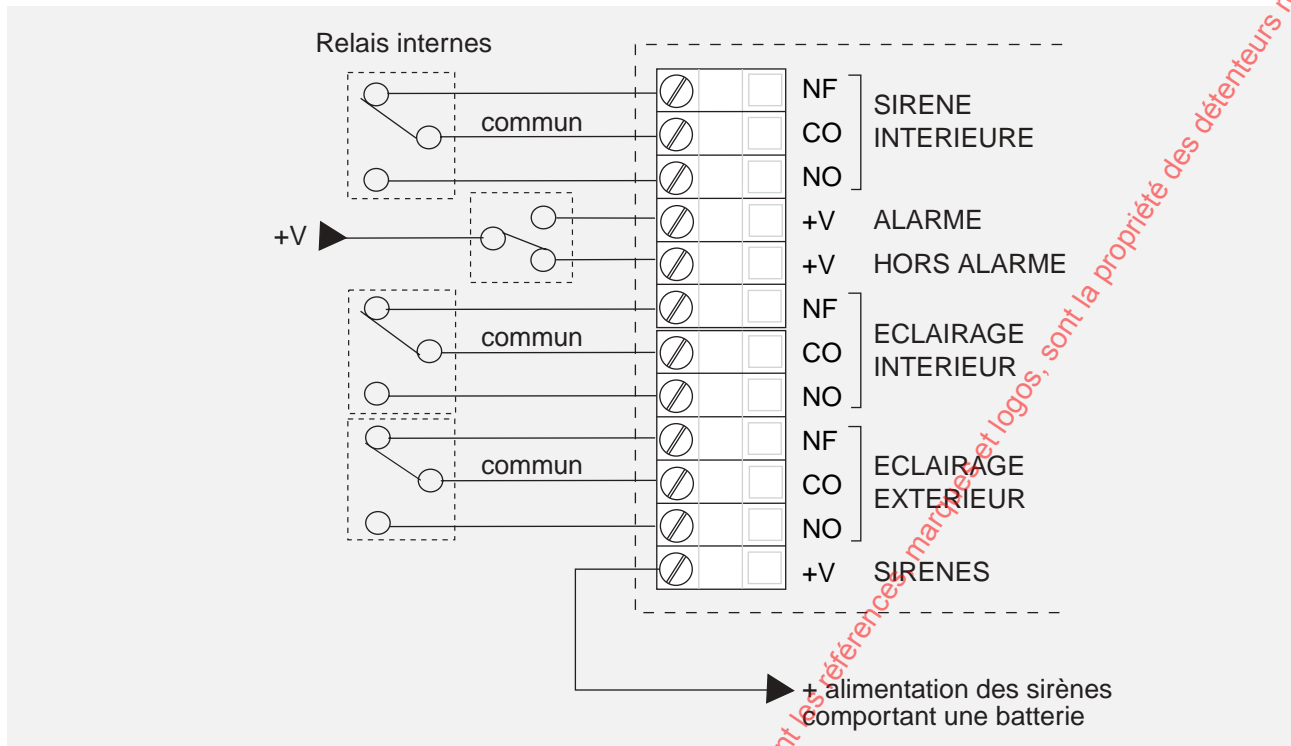 Relais internes
NF
commun
CO
NO
SIRENE
INTERIEURE
+V
+V ALARME
+V HORS ALARME
NF
commun
CO
NO
ECLAIRAGE
INTERIEUR
NF
commun
CO
NO
ECLAIRAGE
EXTERIEUR
+V SIRENES
+ alimentation des sirènes
comportant une batterie
nt les références, marques et logos, sont la propriété des détenteurs